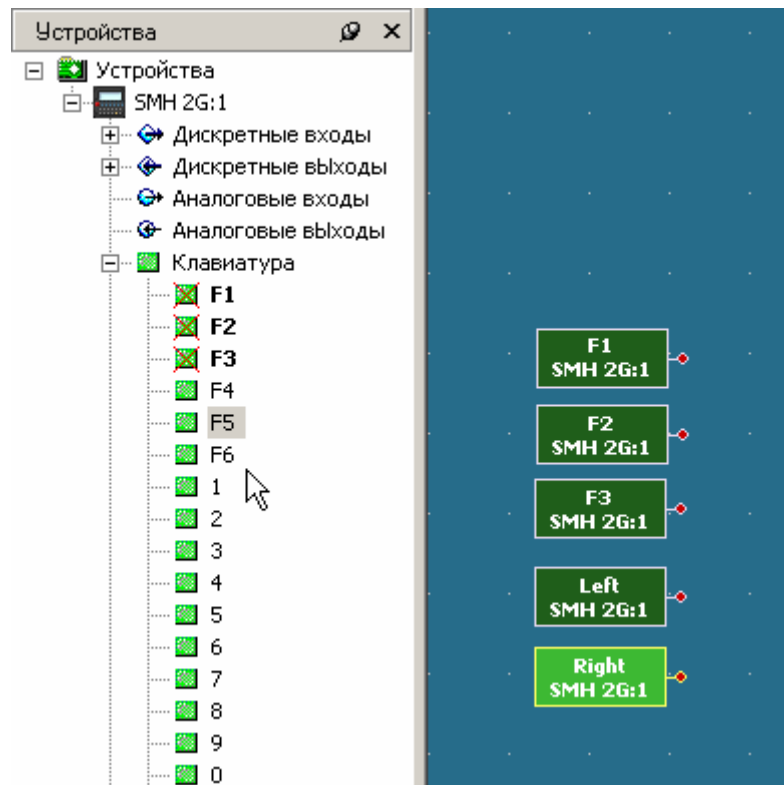 Устройства
Устройства
SMH 2G:1
Дискретные входы
Дискретные выходы
Аналоговые входы
Аналоговые выходы
Клавиатура
F1
F2
F3
F4
F5
F6
1
2
3
4
5
6
7
8
9
0
F1
SMH 2G:1
F2
SMH 2G:1
F3
SMH 2G:1
Left
SMH 2G:1
Right
SMH 2G:1